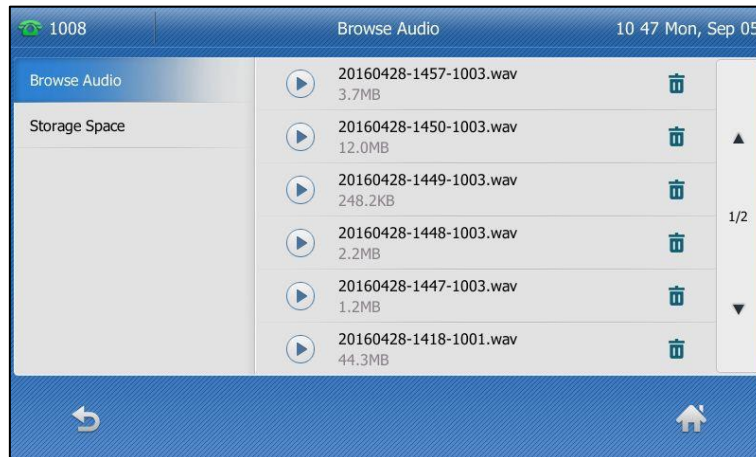 1008 Browse Audio 10 47 Mon, Sep 05
Browse Audio
Storage Space
20160428-1457-1003.wav
3.7MB
20160428-1450-1003.wav
12.0MB
20160428-1449-1003.wav
248.2KB
20160428-1448-1003.wav
2.2MB
20160428-1447-1003.wav
1.2MB
20160428-1418-1001.wav
44.3MB
1/2